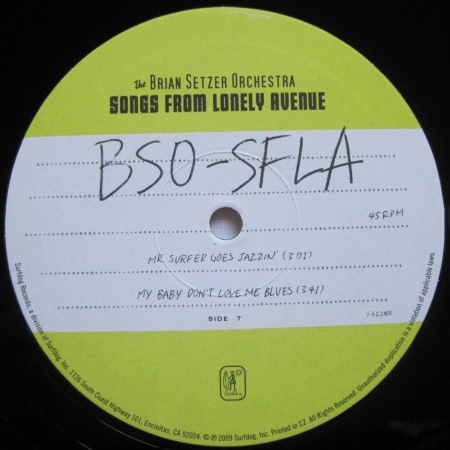 The BRIAN SETZER ORCHESTRA
SONGS FROM LONELY AVENUE
BSO-SFLA
45 RPM
MR. SURFER GOES JAZZIN' (3:01)
MY BABY DON'T LOVE ME BLUES (3:41)
SIDE 7
1-522401
Surfdog
Surfdog Records, a division of Surfdog, Inc. 1126 South Coast Highway 101, Encinitas, CA 92024. © ℗ 2009 Surfdog, Inc. Printed in CZ. All Rights Reserved. Unauthorized duplication is a violation of applicable laws.